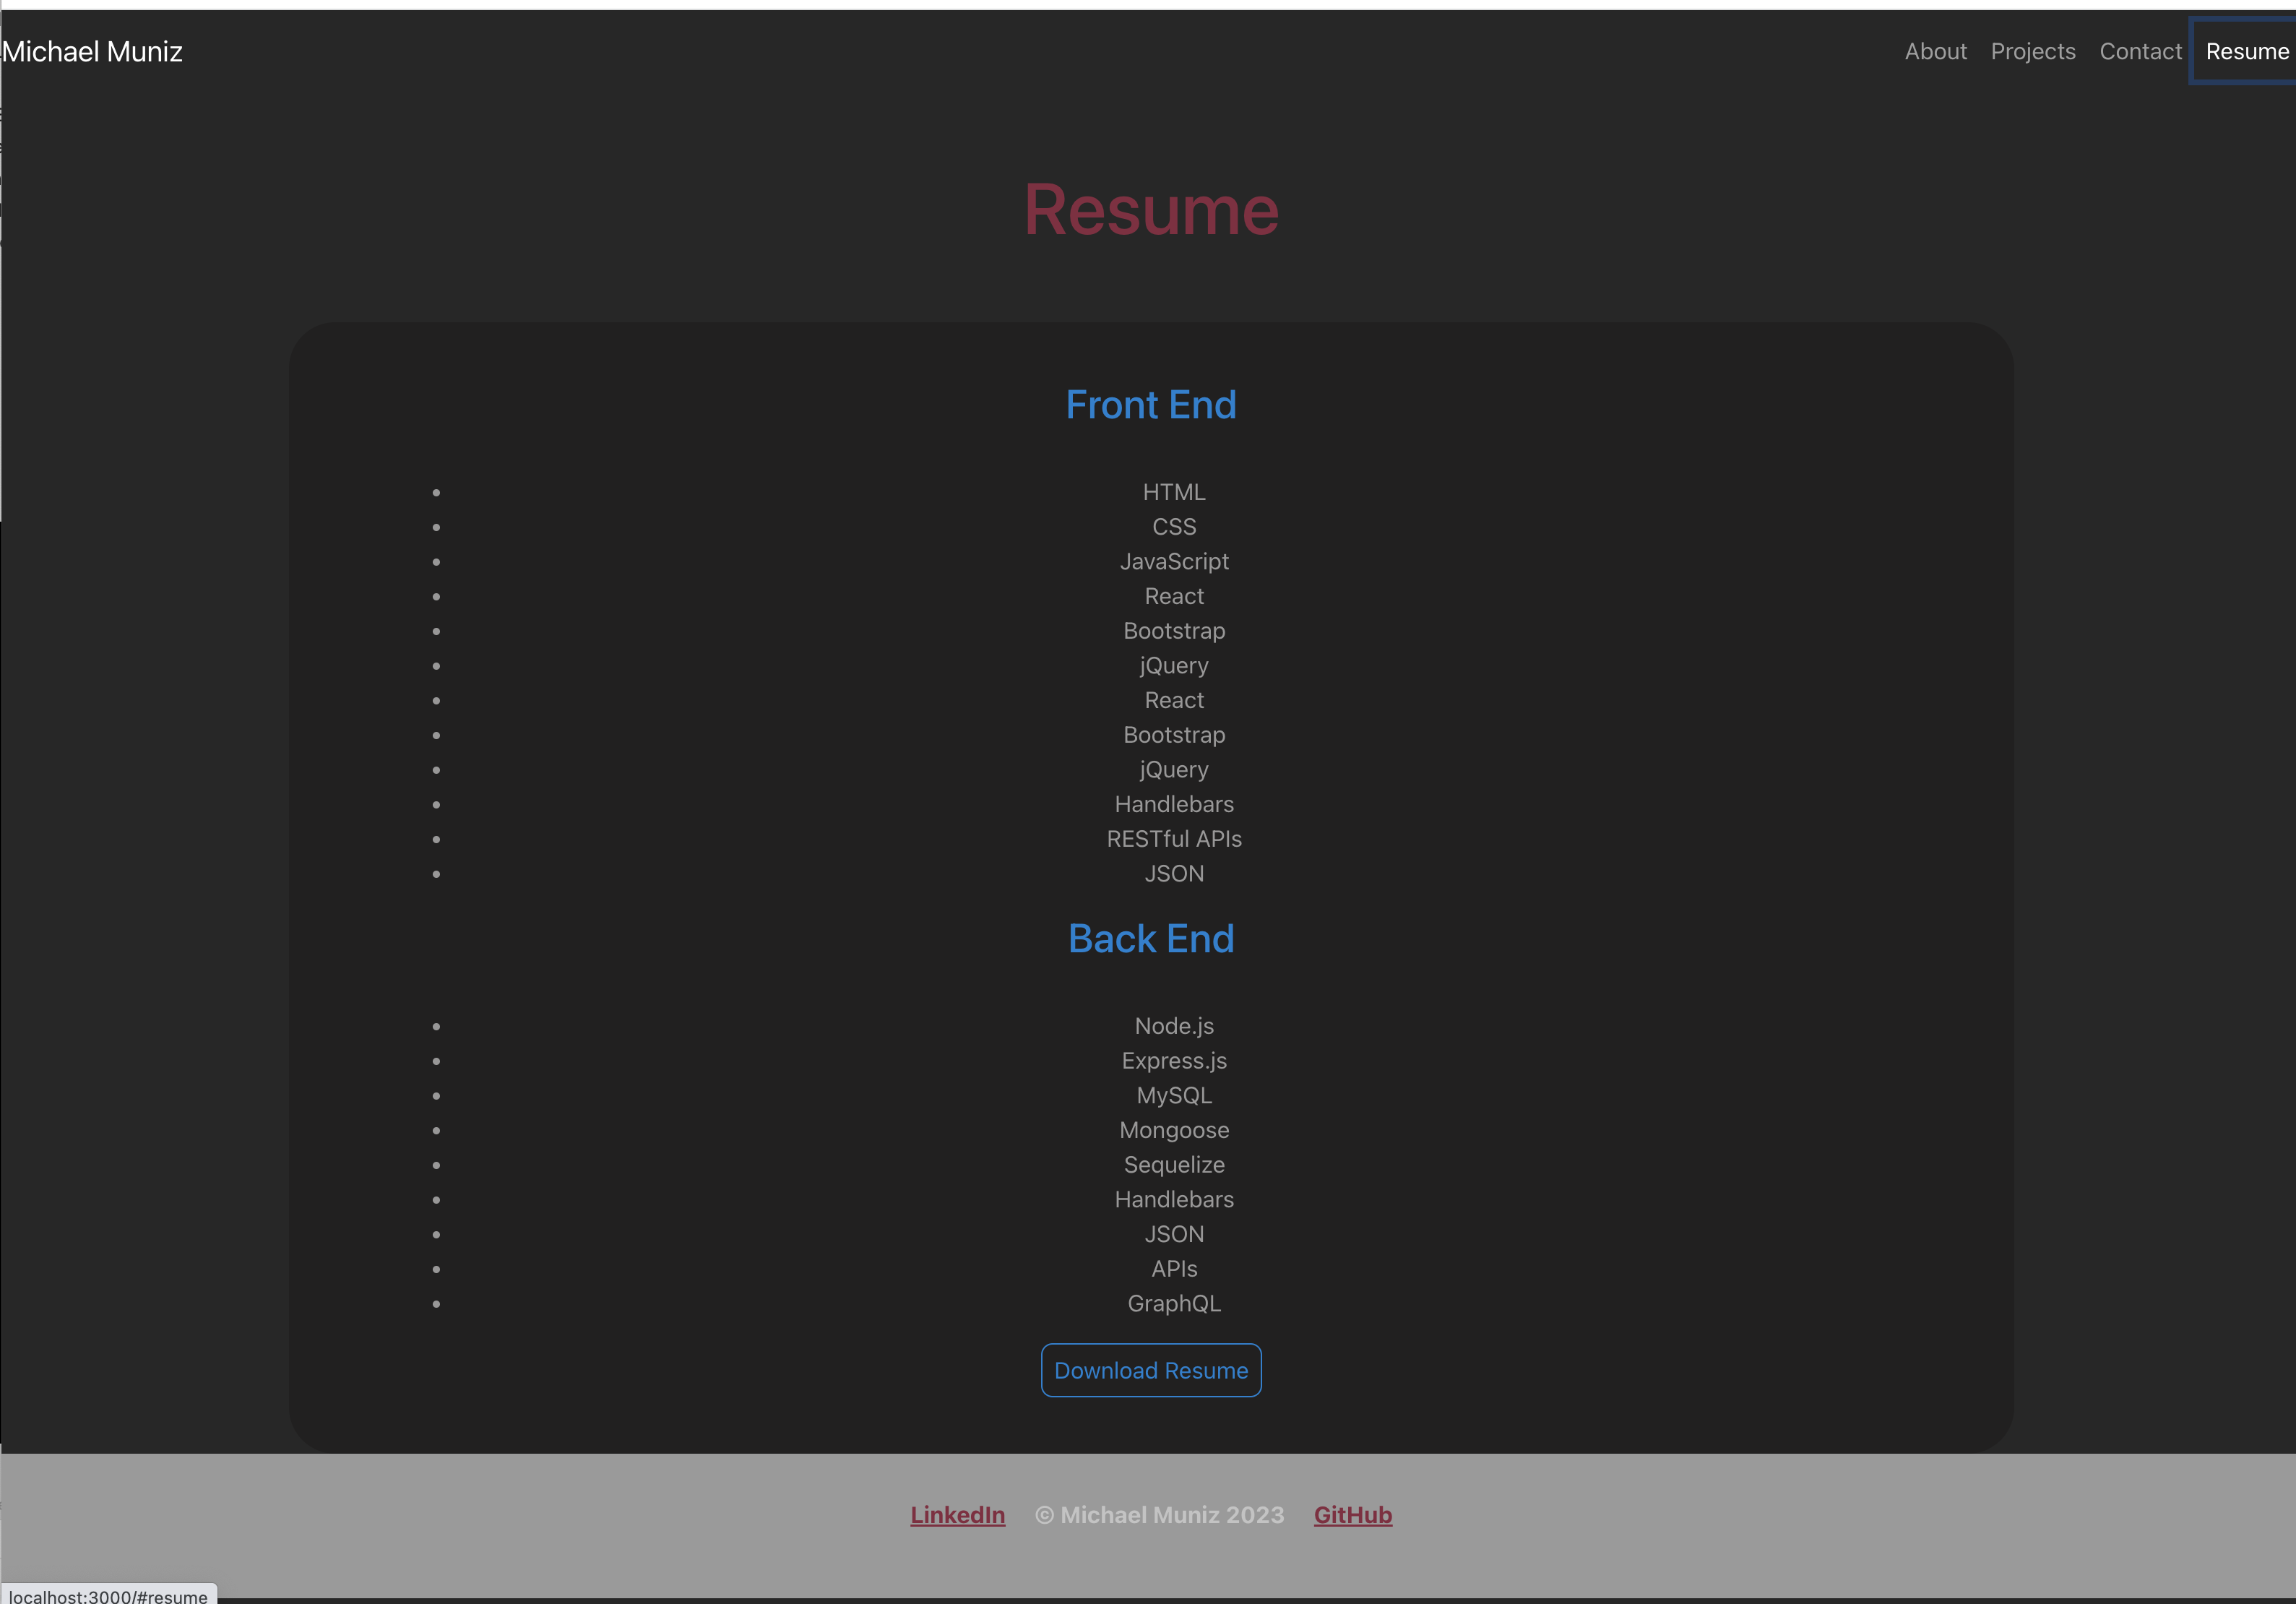 Michael Muniz About Projects Contact Resume
Resume
Front End
• HTML
• CSS
• JavaScript
• React
• Bootstrap
• jQuery
• React
• Bootstrap
• jQuery
• Handlebars
• RESTful APIs
• JSON
Back End
• Node.js
• Express.js
• MySQL
• Mongoose
• Sequelize
• Handlebars
• JSON
• APIs
• GraphQL
Download Resume
LinkedIn © Michael Muniz 2023 GitHub
localhost:3000/#resume